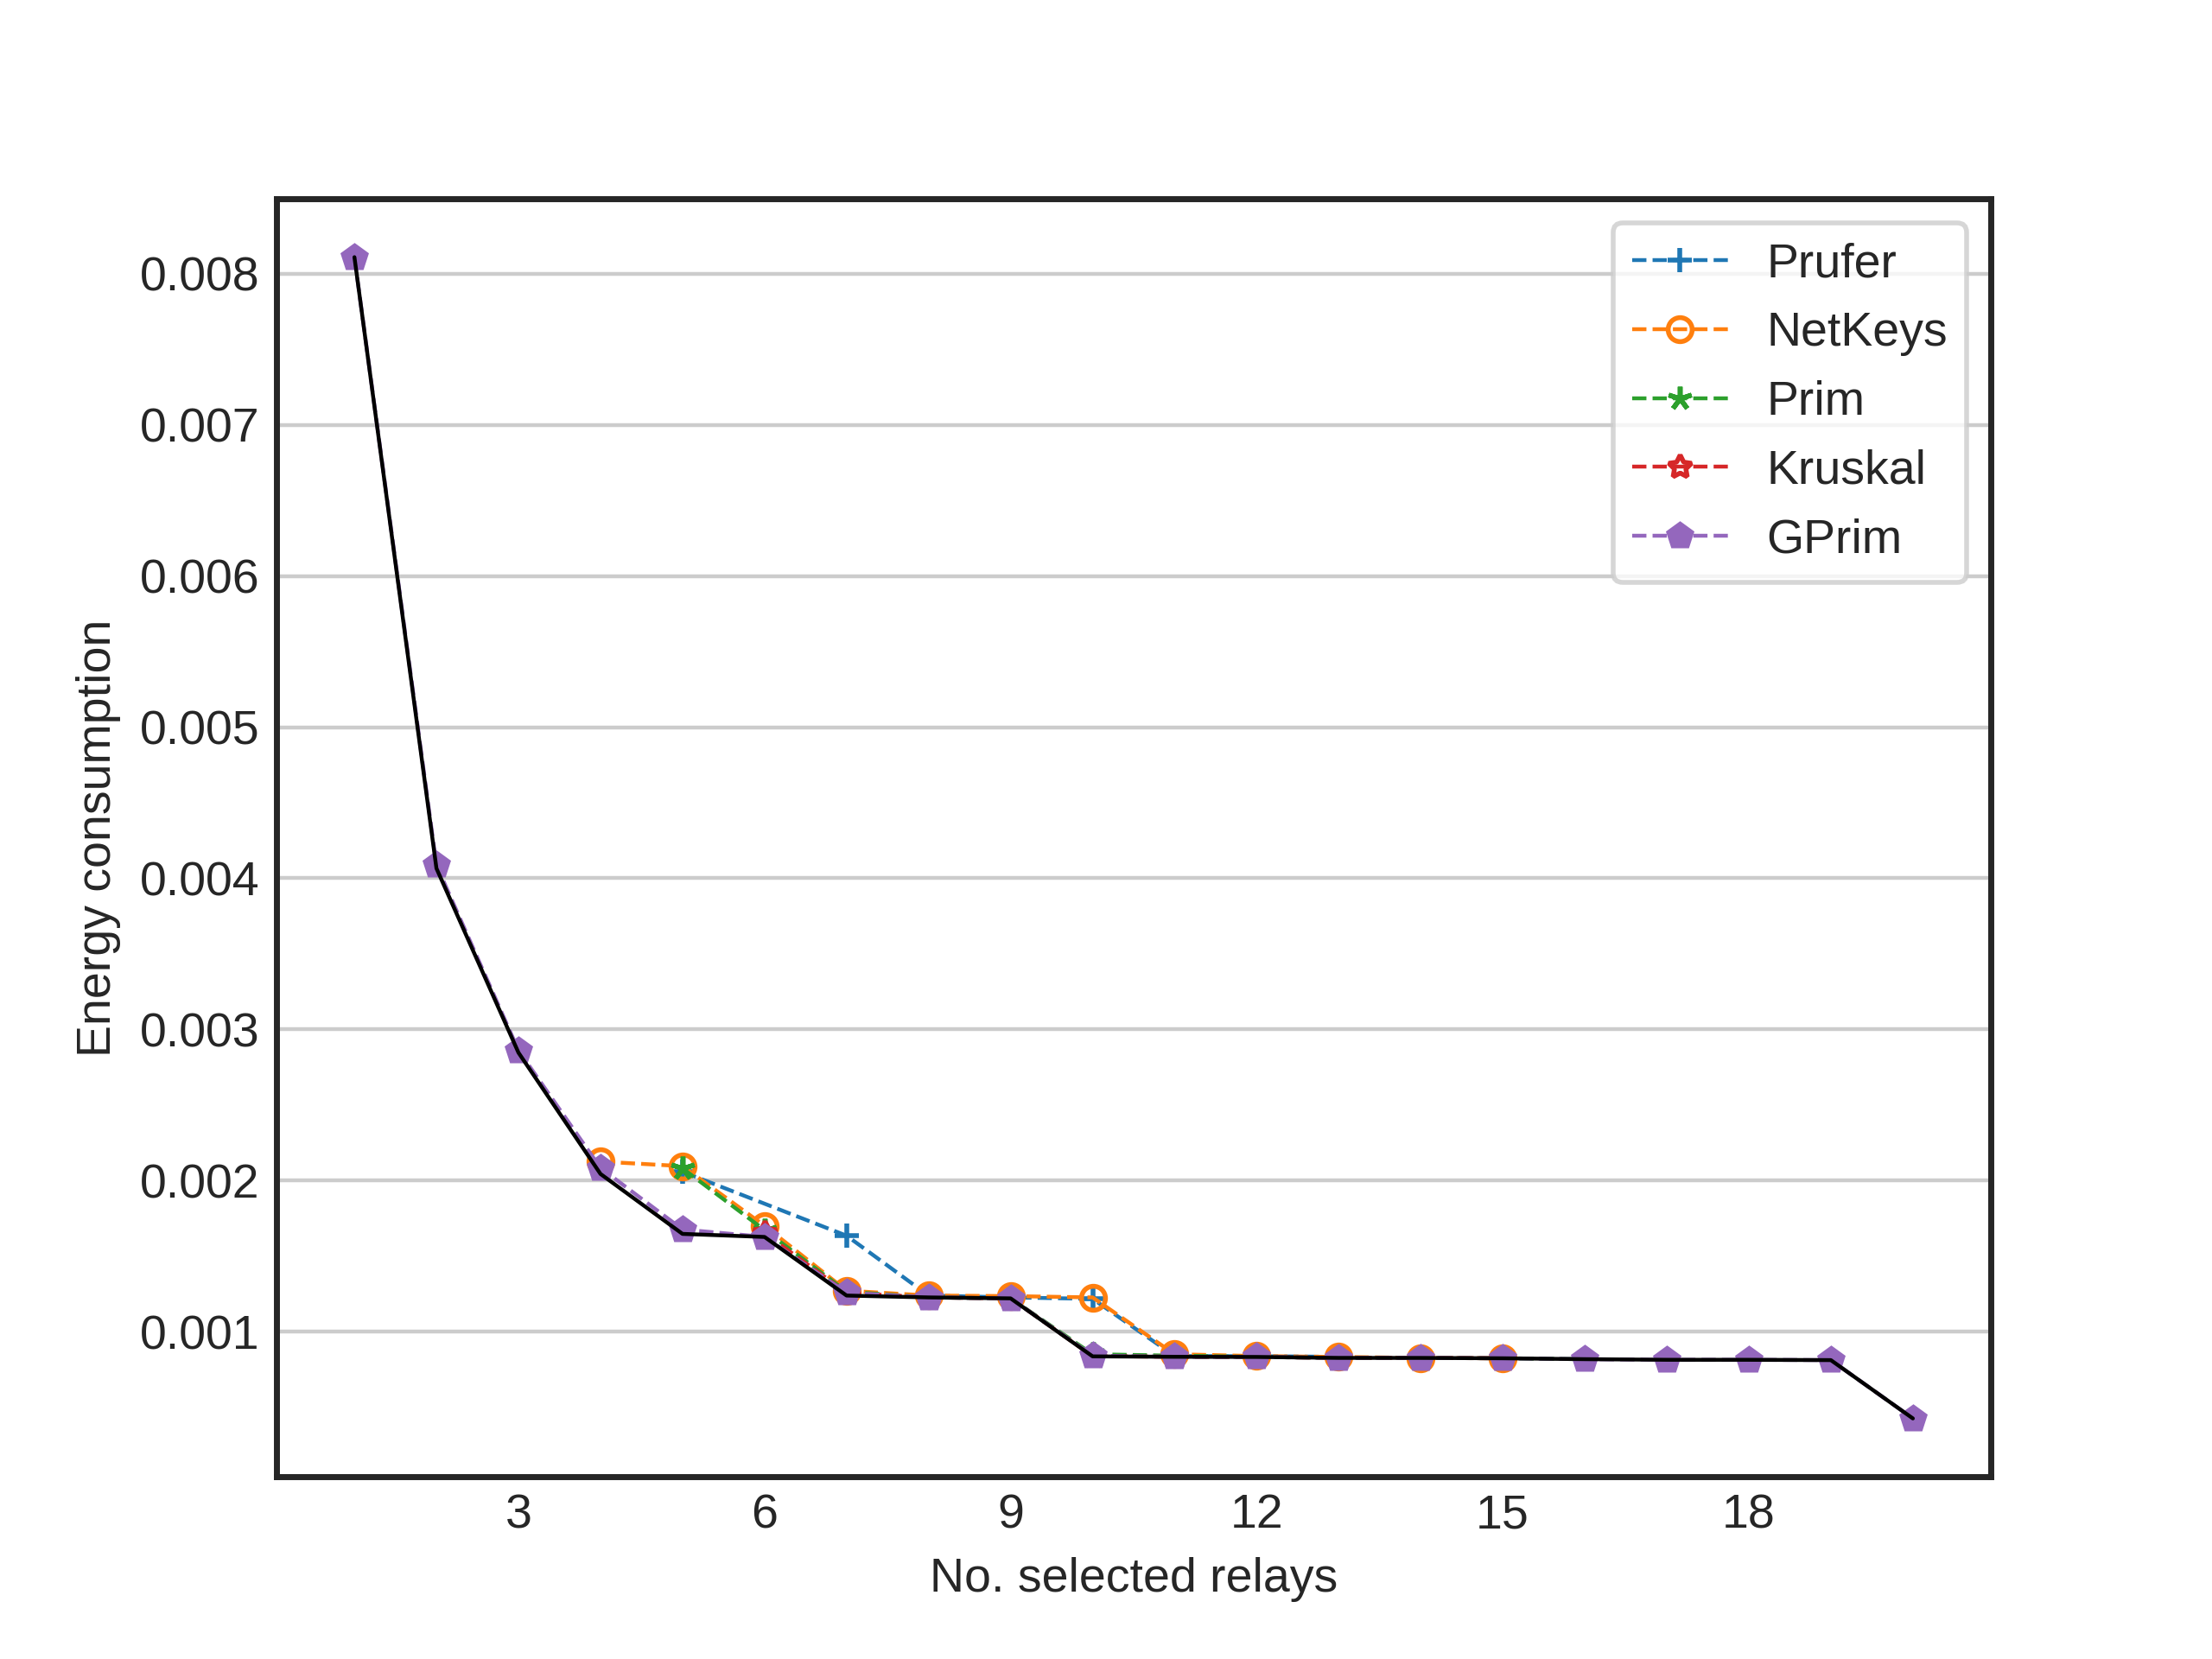 Prufer
NetKeys
Prim
Kruskal
GPrim
0.008
0.007
0.006
0.005
0.004
0.003
0.002
0.001
Energy consumption
3 6 9 12 15 18
No. selected relays